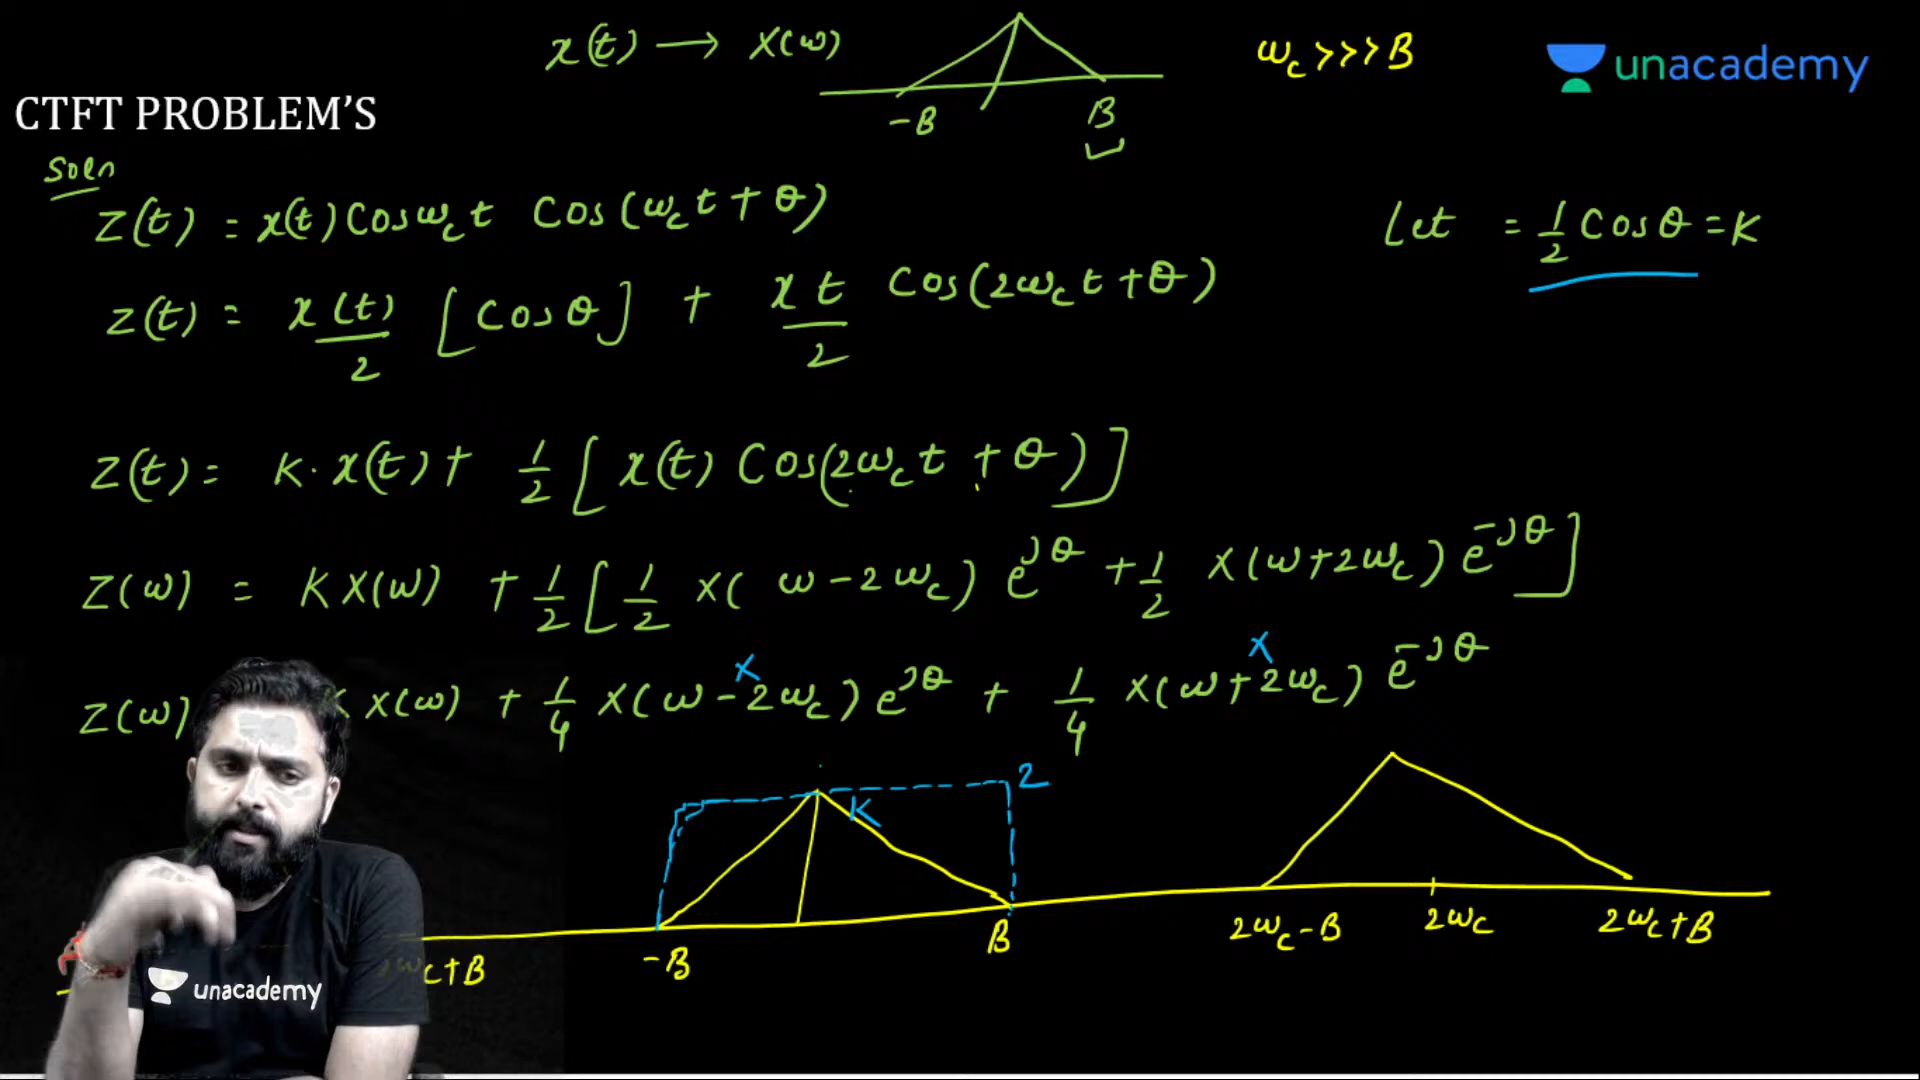 x(t) → X(ω)
ω_c >>> B
unacademy
-B B
CTFT PROBLEM'S
Soln
Z(t) = x(t) Cosω_c t Cos(ω_c t + θ)
Let = 1/2 Cos θ = K
Z(t) = x(t)/2 [Cos θ] + x t/2 Cos(2ω_c t + θ)
Z(t) = K. x(t) + 1/2 [x(t) Cos(2ω_c t + θ)]
Z(ω) = K X(ω) + 1/2 [1/2 X(ω - 2ω_c) e^{jθ} + 1/2 X(ω + 2ω_c) e^{-jθ}]
x x
Z(ω) K X(ω) + 1/4 X(ω - 2ω_c) e^{jθ} + 1/4 X(ω + 2ω_c) e^{-jθ}
2
K
-B B 2ω_c-B 2ω_c 2ω_c+B
ω_c+B
unacademy